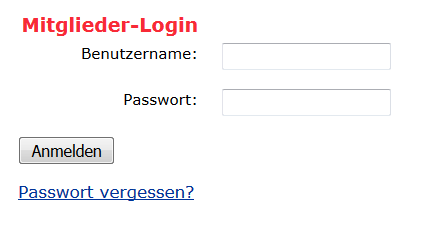 Mitglieder-Login
Benutzername:
Passwort:
Anmelden
Passwort vergessen?